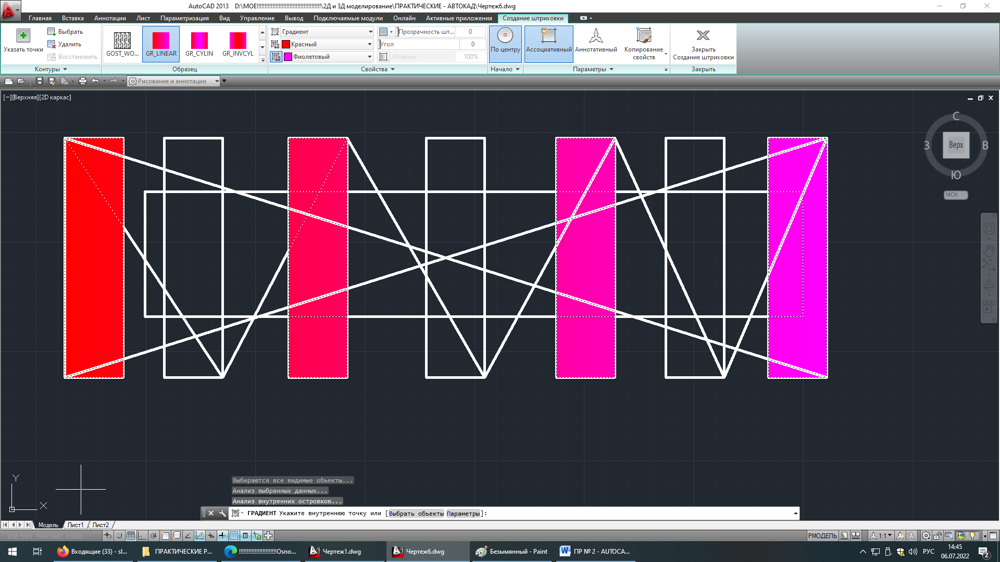 AutoCAD 2013 D:\МОЕ!!!!!!!!!!!!!!!!!!!!!!!!!!!!!!!!!!!!!!!!!\2Д и 3Д моделирование\ПРАКТИЧЕСКИЕ - АВТОКАД\Чертеж6.dwg
Главная Вставка Аннотации Лист Параметризация Вид Управление Вывод Подключаемые модули Онлайн Активные приложения Создание штриховки
Указать точки
Выбрать
Удалить
Восстановить
Контуры
GOST_WO... GR_LINEAR GR_CYLIN GR_INVCYL
Образец
Градиент
Красный
Фиолетовый
Прозрачность шт... 0
Угол 0
Оттенок 100%
Свойства
По центру
Начало
Ассоциативный Аннотативный
Копирование свойств
Параметры
Закрыть
Создание штриховки
Закрыть
Рисование и аннотации
[−][Верхняя][2D каркас]
С
З Верх В
Ю
МСК
Y
X
Выбираются все видимые объекты...
Анализ выбранных данных...
Анализ внутренних островков...
ГРАДИЕНТ Укажите внутреннюю точку или [Выбрать объекты Параметры]:
Модель Лист1 Лист2
3291.5901, 1640.5481, 0.0000
РМОДЕЛЬ 1:1
Входящие (33) - sl...
ПРАКТИЧЕСКИЕ Р...
!!!!!!!!!!!!!!!!!!!!!!!!!Osno...
Чертеж1.dwg
Чертеж6.dwg
Безымянный - Paint
ПР № 2 - AUTOCA...
РУС
14:45
06.07.2022
2